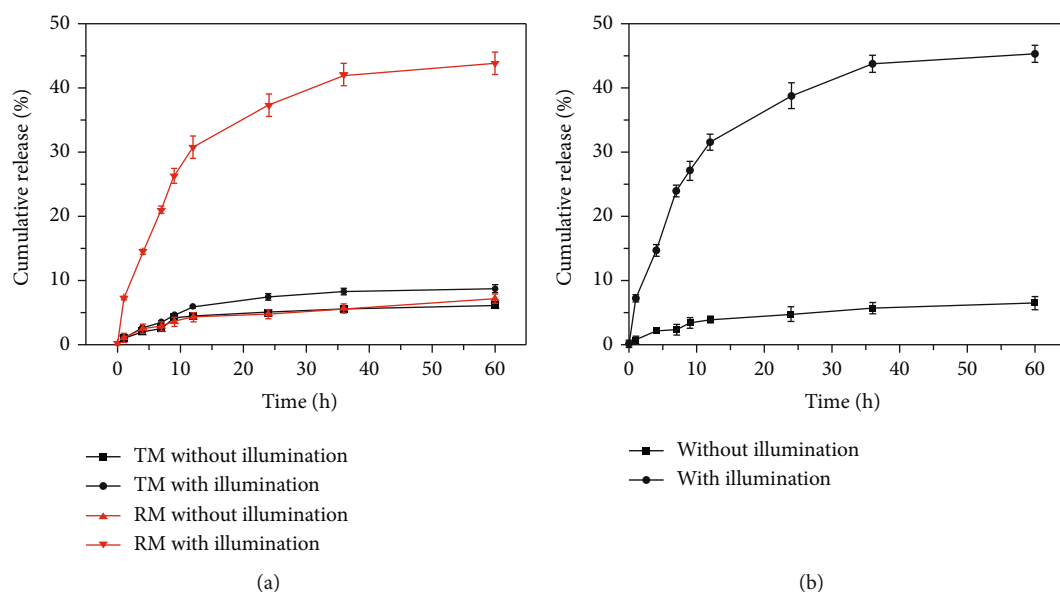 50
40
30
20
10
0
Cumulative release (%)
0 10 20 30 40 50 60
Time (h)
TM without illumination
TM with illumination
RM without illumination
RM with illumination
(a)
50
40
30
20
10
0
Cumulative release (%)
0 10 20 30 40 50 60
Time (h)
Without illumination
With illumination
(b)